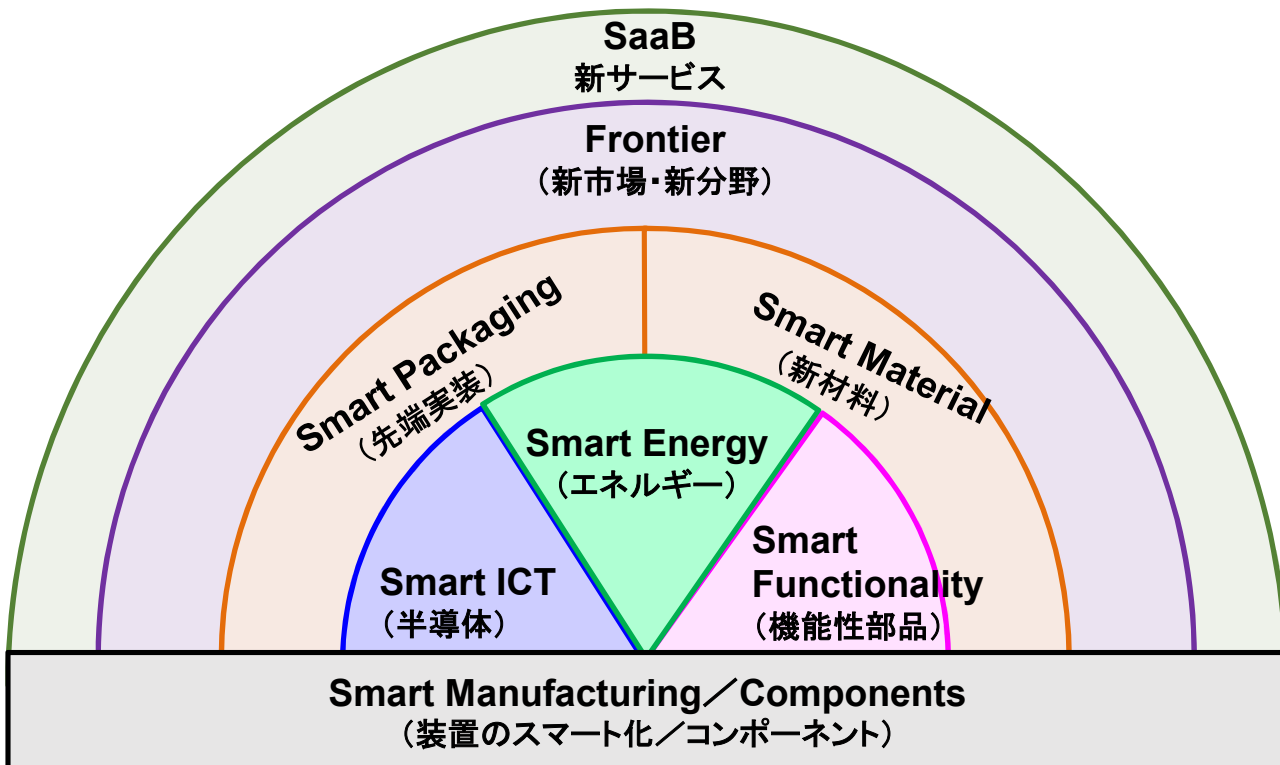 SaaB
新サービス
Frontier
（新市場・新分野）
Smart Packaging
（先端実装）
Smart Material
（新材料）
Smart Energy
（エネルギー）
Smart ICT
（半導体）
Smart
Functionality
（機能性部品）
Smart Manufacturing／Components
（装置のスマート化／コンポーネント）